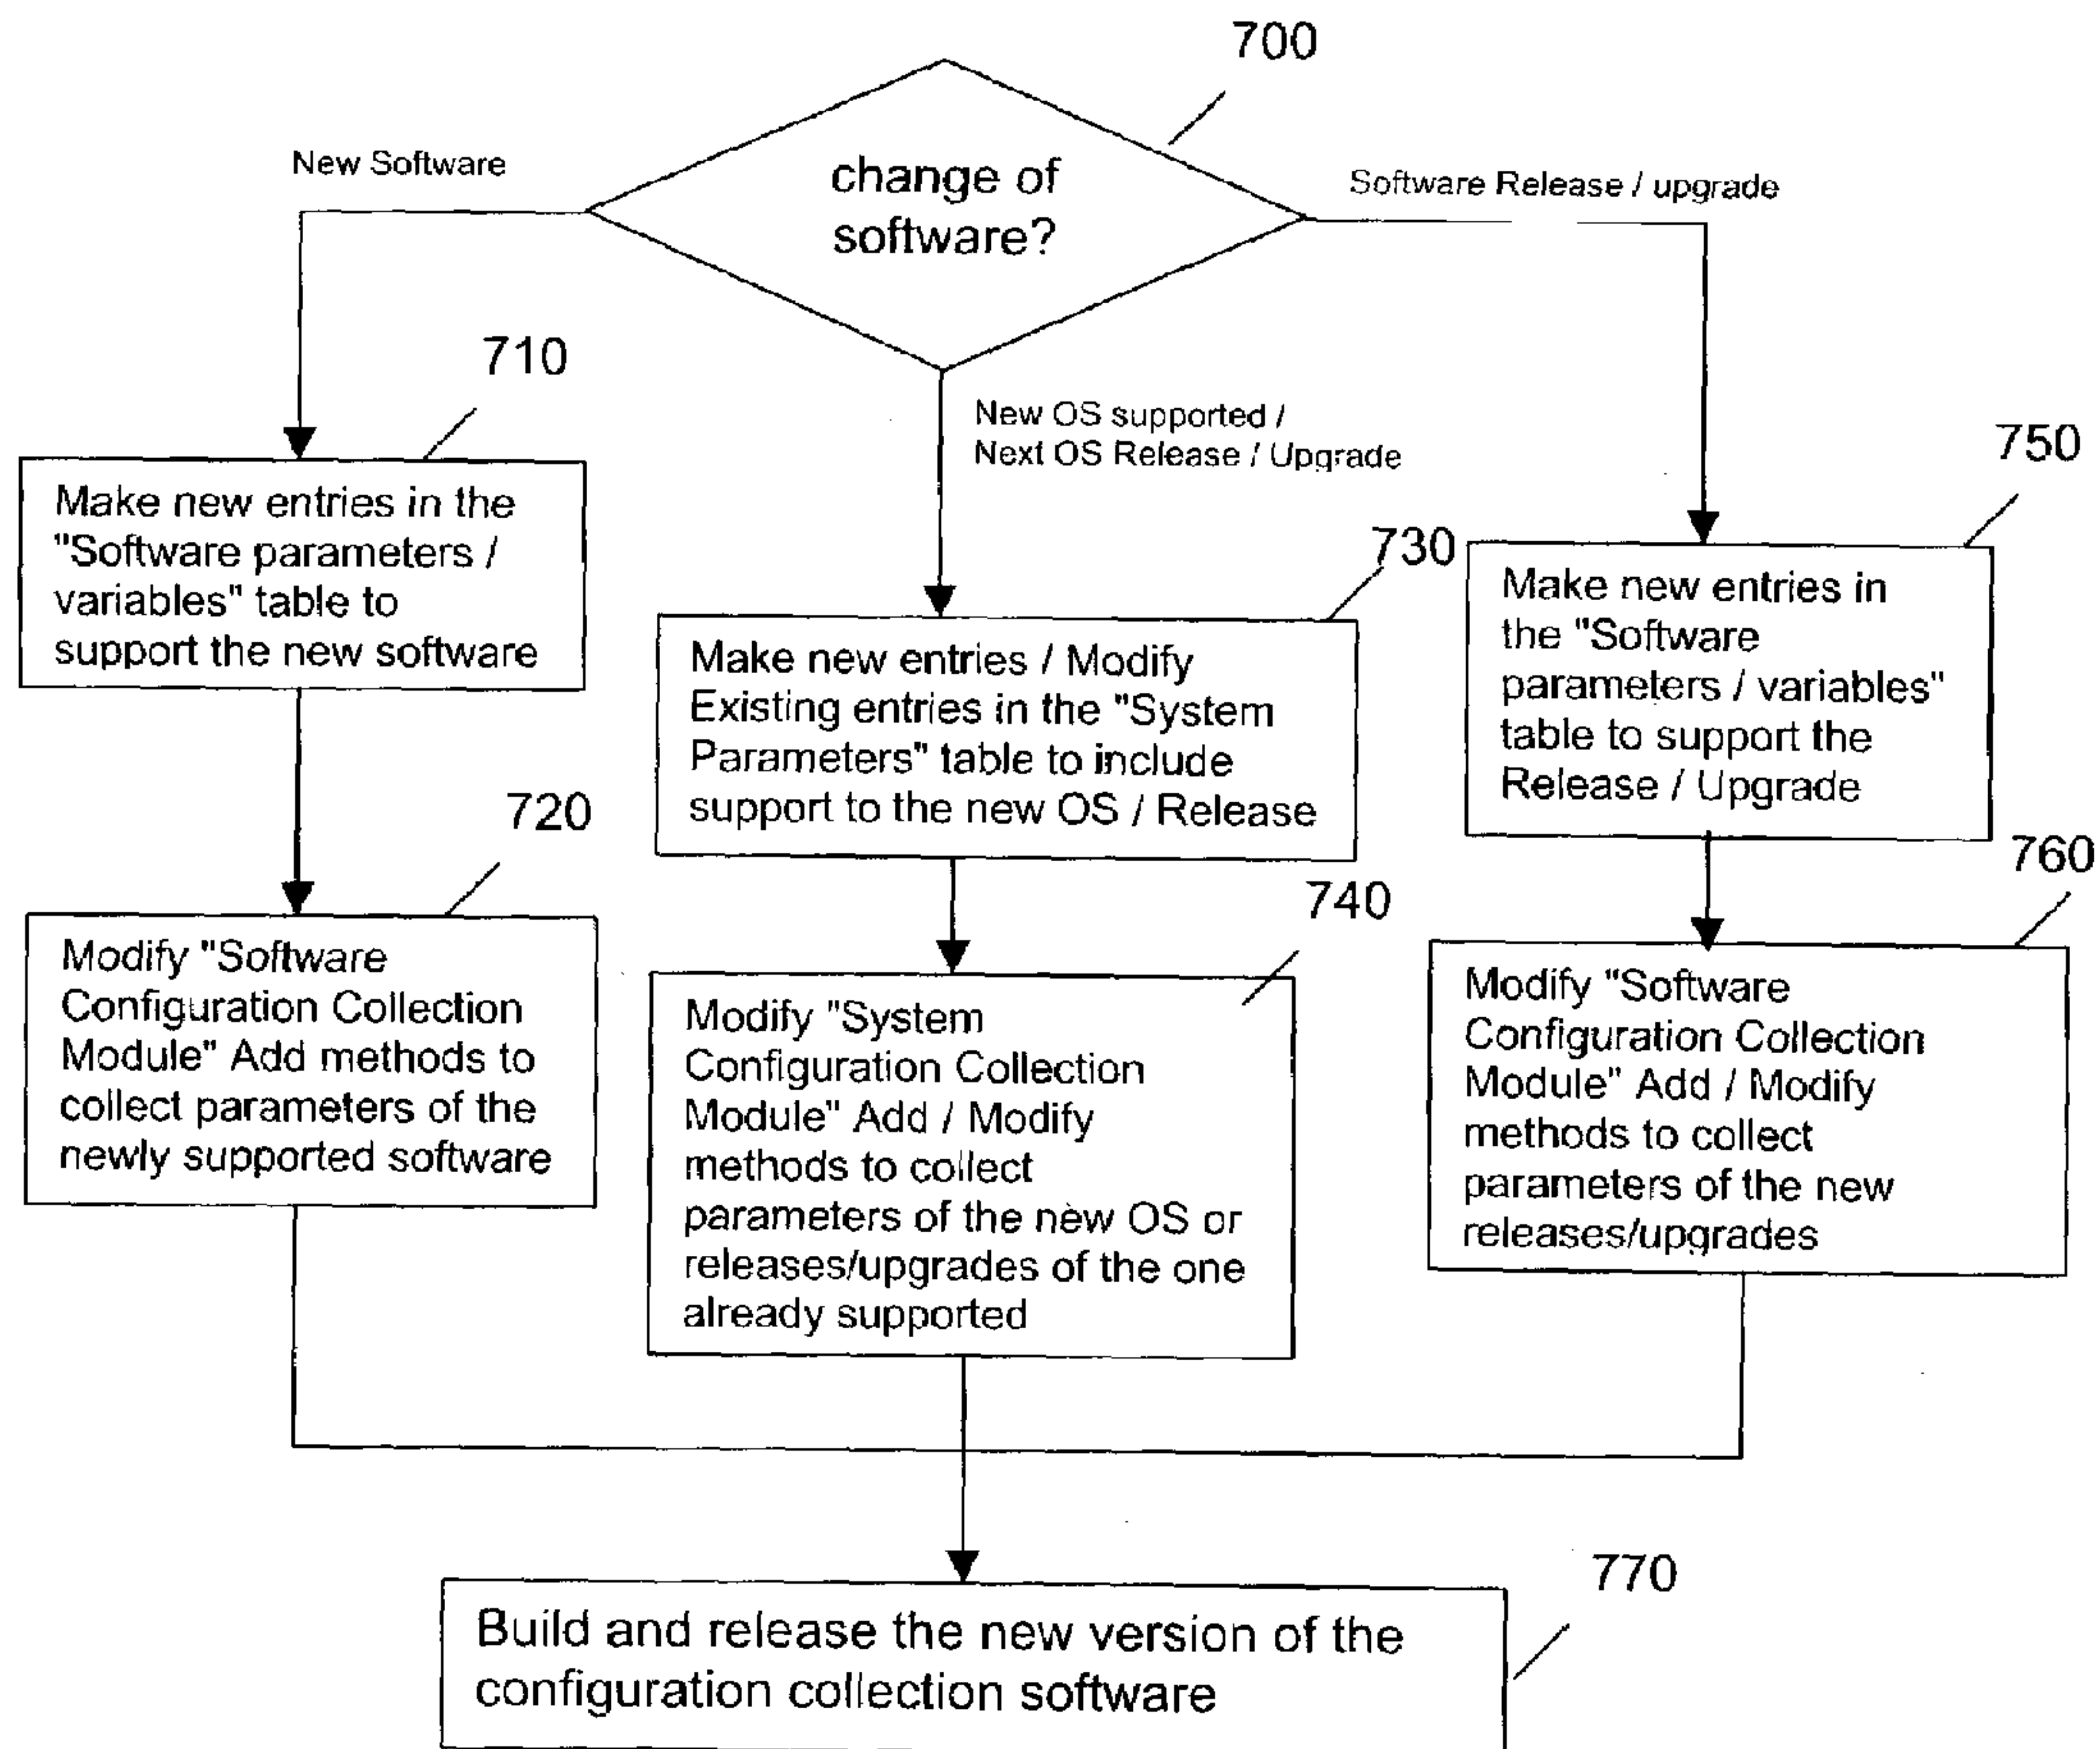 700
change of
software?
New Software
Software Release / upgrade
New OS supported /
Next OS Release / Upgrade
710
Make new entries in the
"Software parameters /
variables" table to
support the new software
720
Modify "Software
Configuration Collection
Module" Add methods to
collect parameters of the
newly supported software
730
Make new entries / Modify
Existing entries in the "System
Parameters" table to include
support to the new OS / Release
740
Modify "System
Configuration Collection
Module" Add / Modify
methods to collect
parameters of the new OS or
releases/upgrades of the one
already supported
750
Make new entries in
the "Software
parameters / variables"
table to support the
Release / Upgrade
760
Modify "Software
Configuration Collection
Module" Add / Modify
methods to collect
parameters of the new
releases/upgrades
770
Build and release the new version of the
configuration collection software